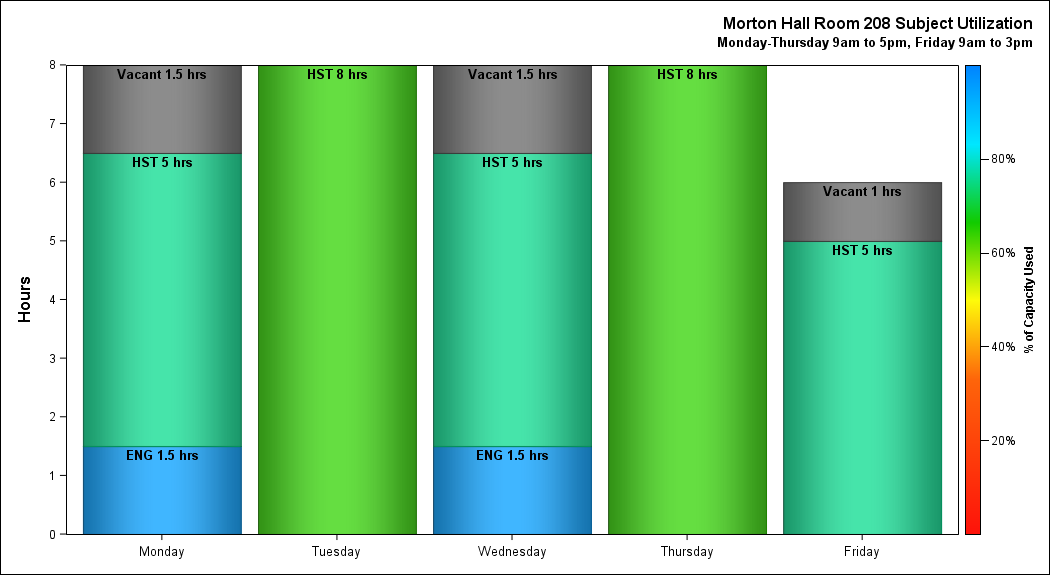 Morton Hall Room 208 Subject Utilization
Monday-Thursday 9am to 5pm, Friday 9am to 3pm
Hours
8
7
6
5
4
3
2
1
0
Vacant 1.5 hrs
HST 5 hrs
ENG 1.5 hrs
HST 8 hrs
Vacant 1.5 hrs
HST 5 hrs
ENG 1.5 hrs
HST 8 hrs
Vacant 1 hrs
HST 5 hrs
Monday
Tuesday
Wednesday
Thursday
Friday
80%
60%
40%
20%
% of Capacity Used